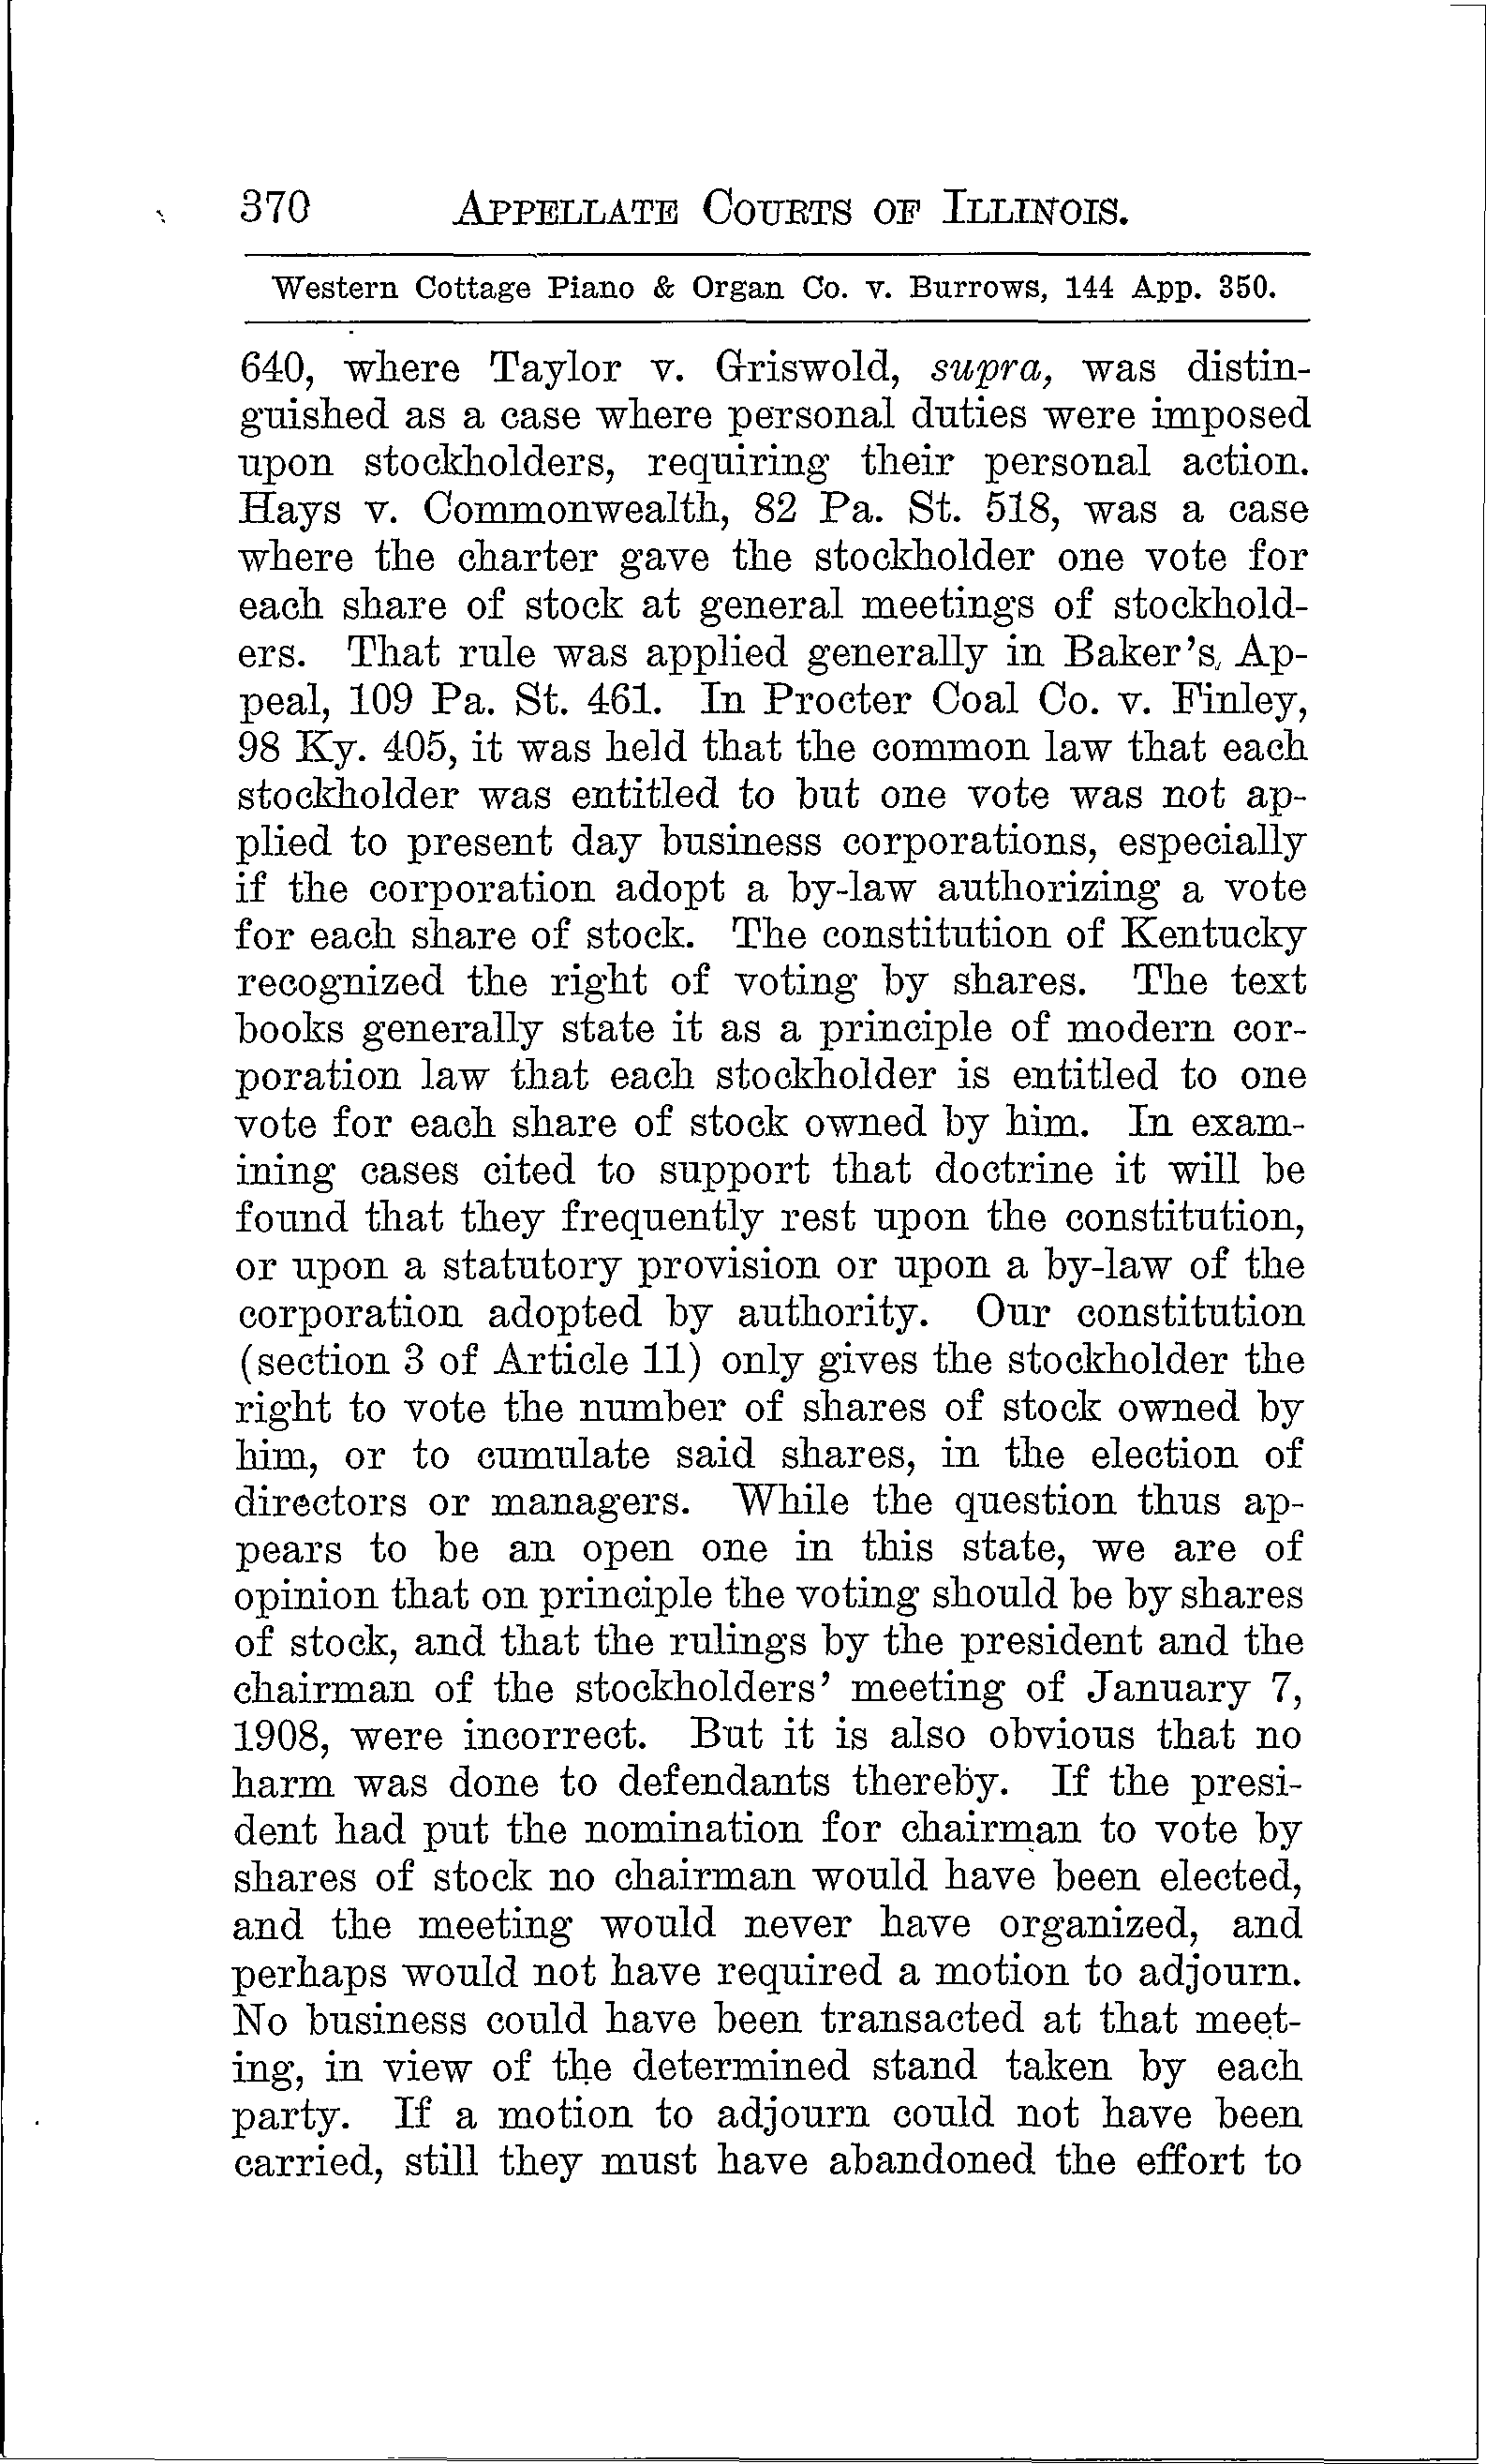 370 APPELLATE COURTS OF ILLINOIS.
Western Cottage Piano & Organ Co. v. Burrows, 144 App. 350.
640, where Taylor v. Griswold, supra, was distin-
guished as a case where personal duties were imposed
upon stockholders, requiring their personal action.
Hays v. Commonwealth, 82 Pa. St. 518, was a case
where the charter gave the stockholder one vote for
each share of stock at general meetings of stockhold-
ers. That rule was applied generally in Baker's Ap-
peal, 109 Pa. St. 461. In Procter Coal Co. v. Finley,
98 Ky. 405, it was held that the common law that each
stockholder was entitled to but one vote was not ap-
plied to present day business corporations, especially
if the corporation adopt a by-law authorizing a vote
for each share of stock. The constitution of Kentucky
recognized the right of voting by shares. The text
books generally state it as a principle of modern cor-
poration law that each stockholder is entitled to one
vote for each share of stock owned by him. In exam-
ining cases cited to support that doctrine it will be
found that they frequently rest upon the constitution,
or upon a statutory provision or upon a by-law of the
corporation adopted by authority. Our constitution
(section 3 of Article 11) only gives the stockholder the
right to vote the number of shares of stock owned by
him, or to cumulate said shares, in the election of
directors or managers. While the question thus ap-
pears to be an open one in this state, we are of
opinion that on principle the voting should be by shares
of stock, and that the rulings by the president and the
chairman of the stockholders' meeting of January 7,
1908, were incorrect. But it is also obvious that no
harm was done to defendants thereby. If the presi-
dent had put the nomination for chairman to vote by
shares of stock no chairman would have been elected,
and the meeting would never have organized, and
perhaps would not have required a motion to adjourn.
No business could have been transacted at that meet-
ing, in view of the determined stand taken by each
party. If a motion to adjourn could not have been
carried, still they must have abandoned the effort to